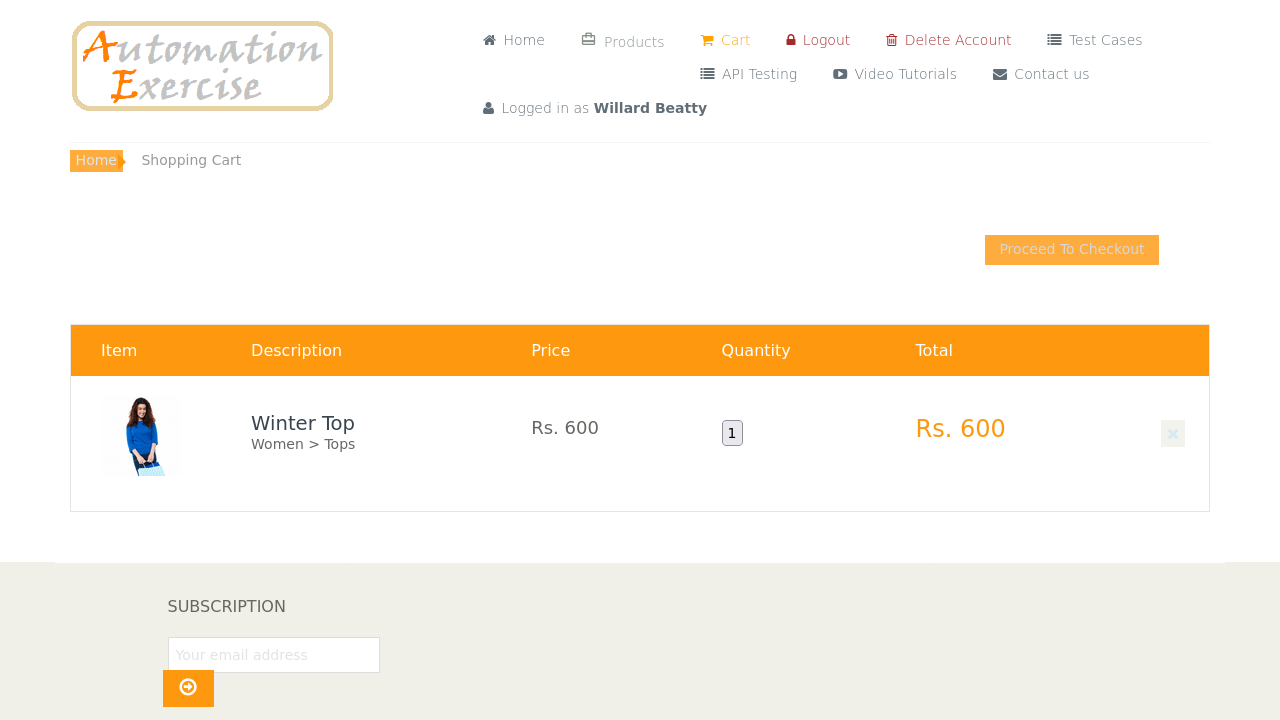 Automation
Exercise
Home Products Cart Logout Delete Account Test Cases
API Testing Video Tutorials Contact us
Logged in as Willard Beatty
Home Shopping Cart
Proceed To Checkout
Item Description Price Quantity Total
Winter Top
Women > Tops
Rs. 600 1 Rs. 600
SUBSCRIPTION
Your email address